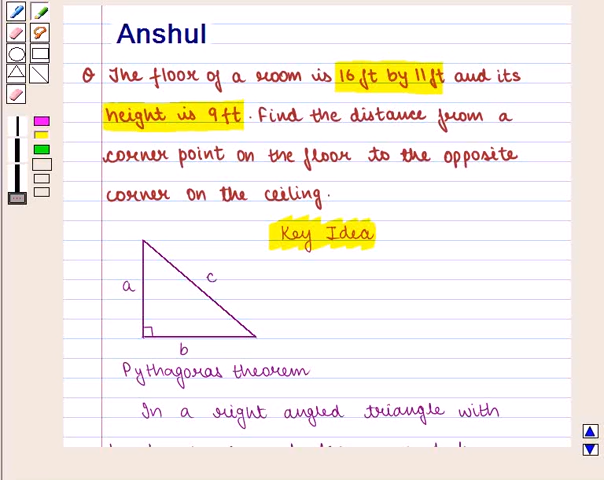 Anshul
Q The floor of a room is 16 ft by 11 ft and its
height is 9 ft. Find the distance from a
corner point on the floor to the opposite
corner on the ceiling.
Key Idea
a
c
b
Pythagoras theorem
In a right angled triangle with